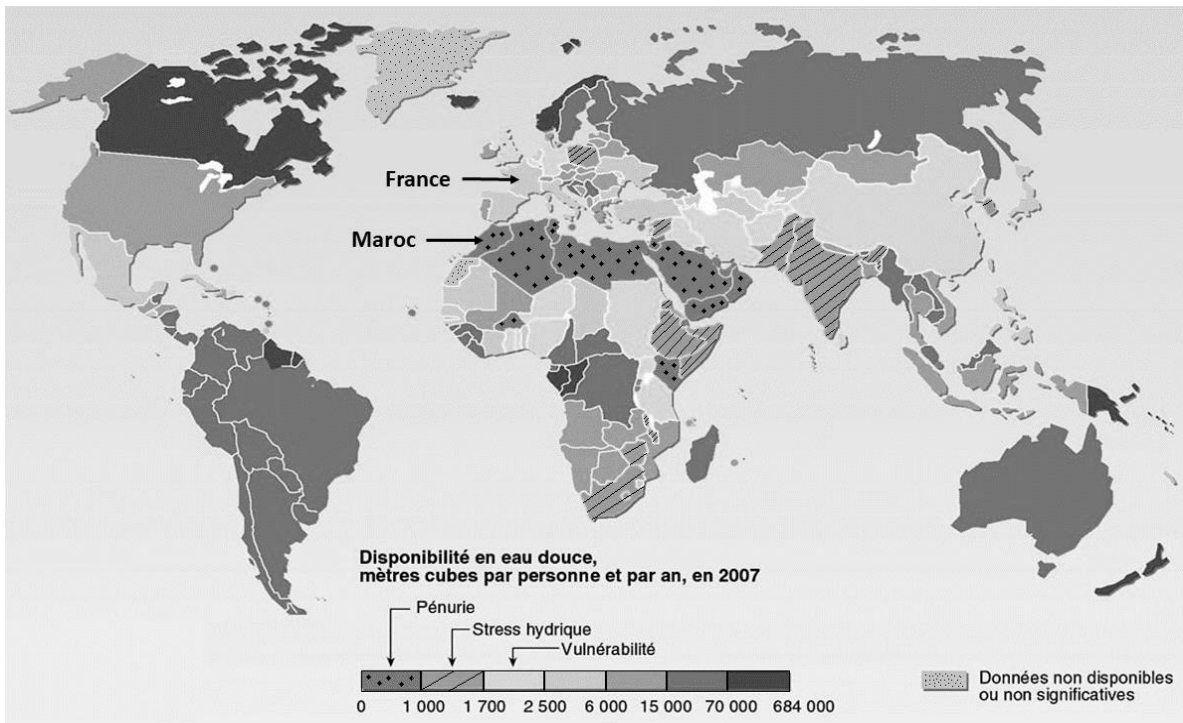 France
Maroc
Disponibilité en eau douce,
mètres cubes par personne et par an, en 2007
Pénurie
Stress hydrique
Vulnérabilité
0 1 000 1 700 2 500 6 000 15 000 70 000 684 000
Données non disponibles
ou non significatives